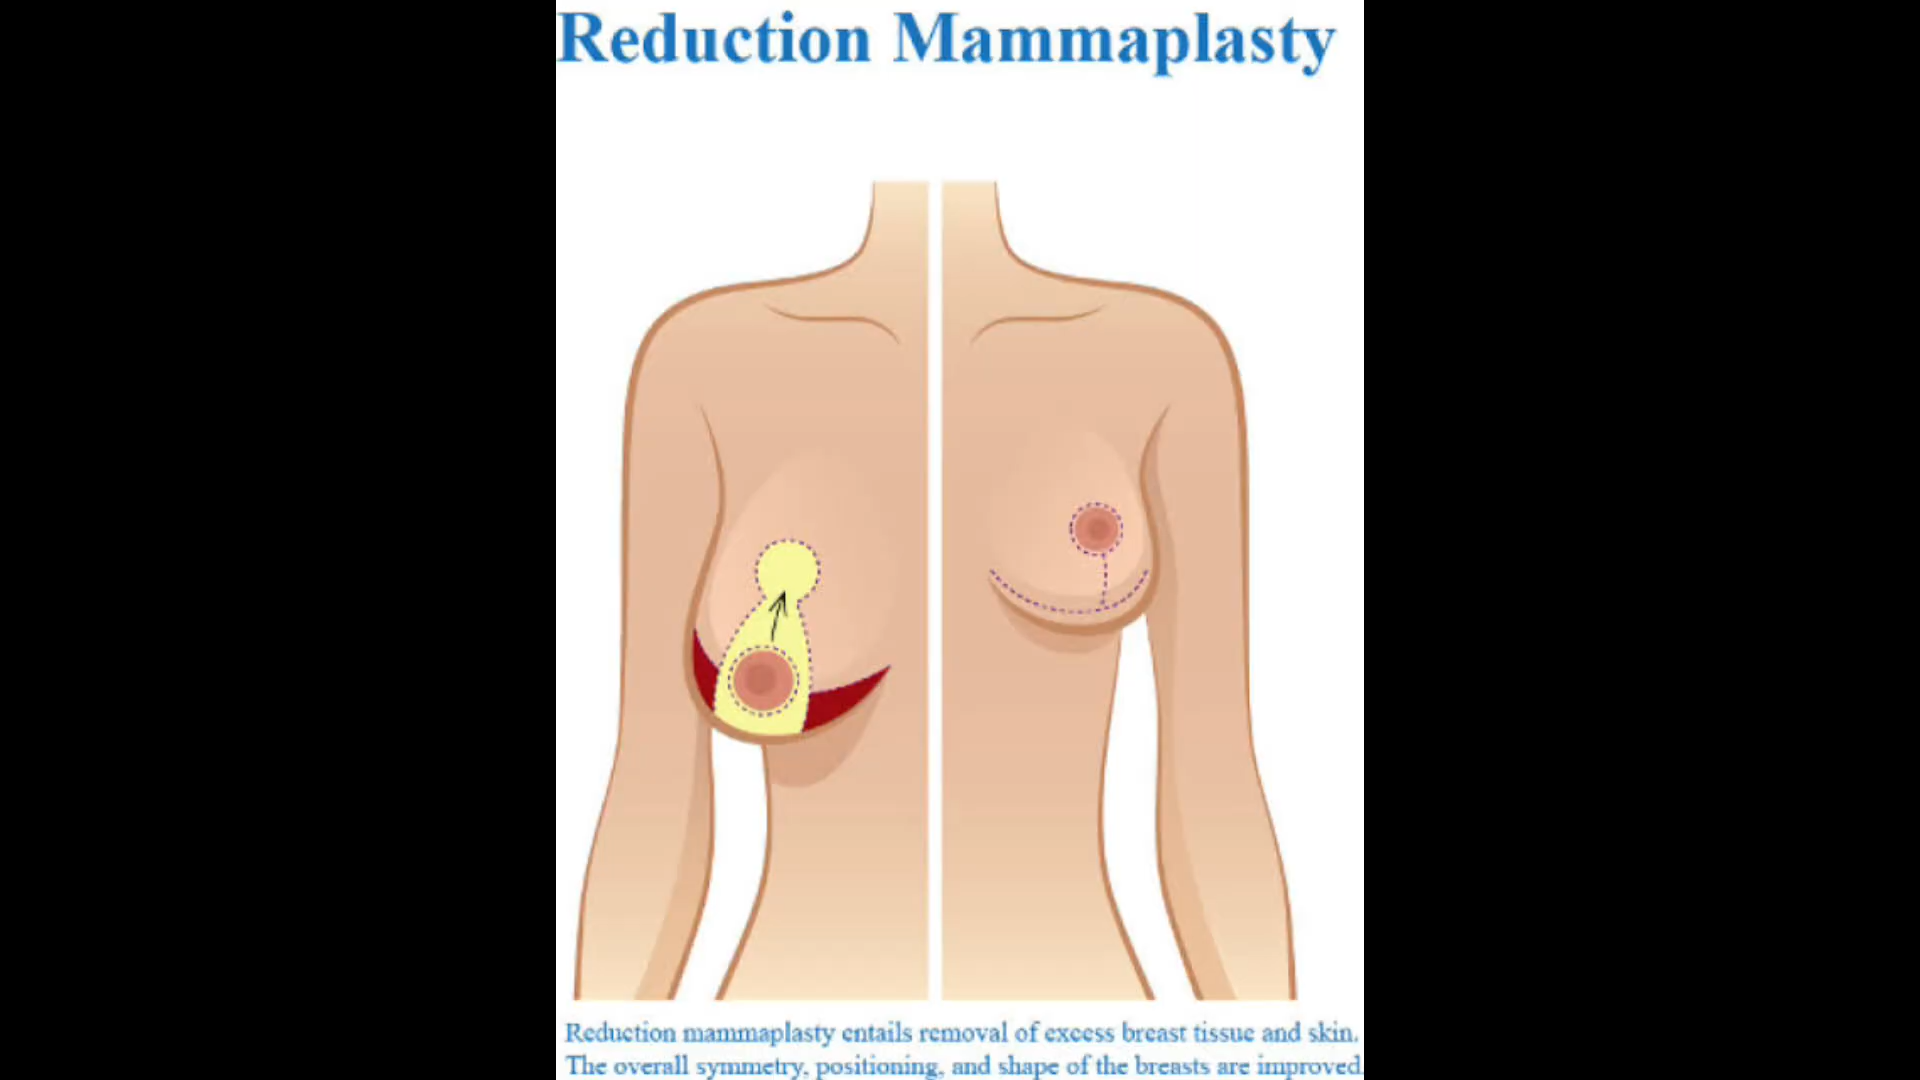 Reduction Mammaplasty
Reduction mammaplasty entails removal of excess breast tissue and skin.
The overall symmetry, positioning, and shape of the breasts are improved.